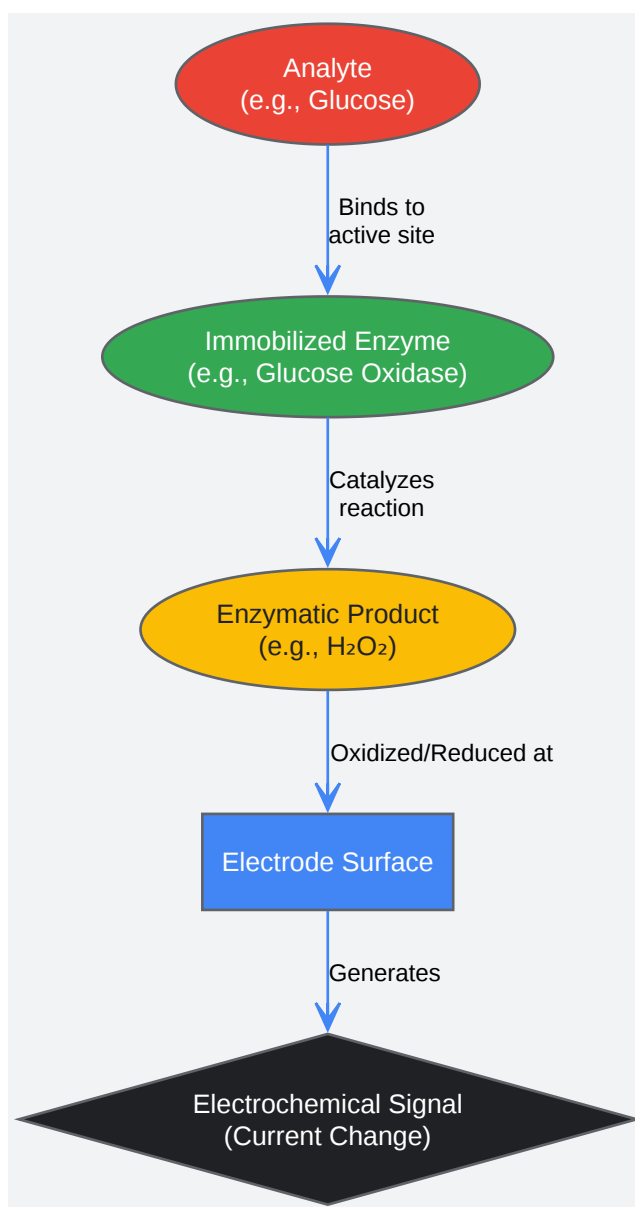 Analyte
(e.g., Glucose)
Binds to
active site
Immobilized Enzyme
(e.g., Glucose Oxidase)
Catalyzes
reaction
Enzymatic Product
(e.g., H₂O₂)
Oxidized/Reduced at
Electrode Surface
Generates
Electrochemical Signal
(Current Change)